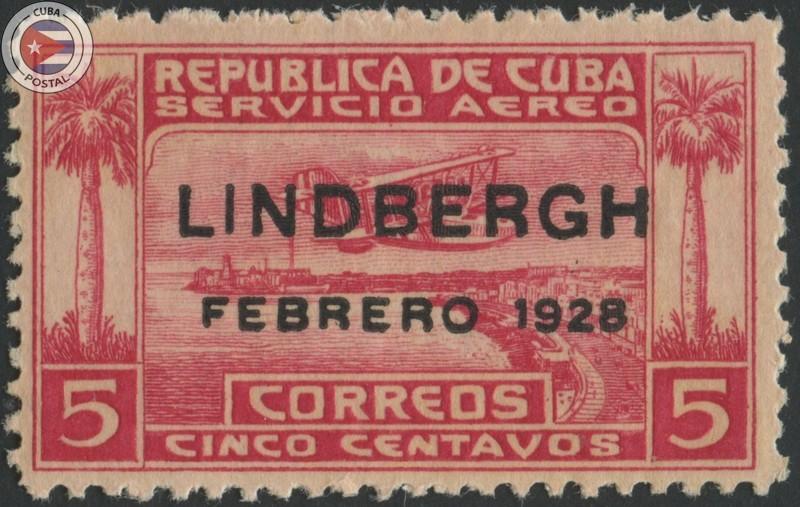 CUBA
POSTAL
REPUBLICA DE CUBA
SERVICIO AEREO
LINDBERGH
FEBRERO 1928
5 CORREOS 5
CINCO CENTAVOS